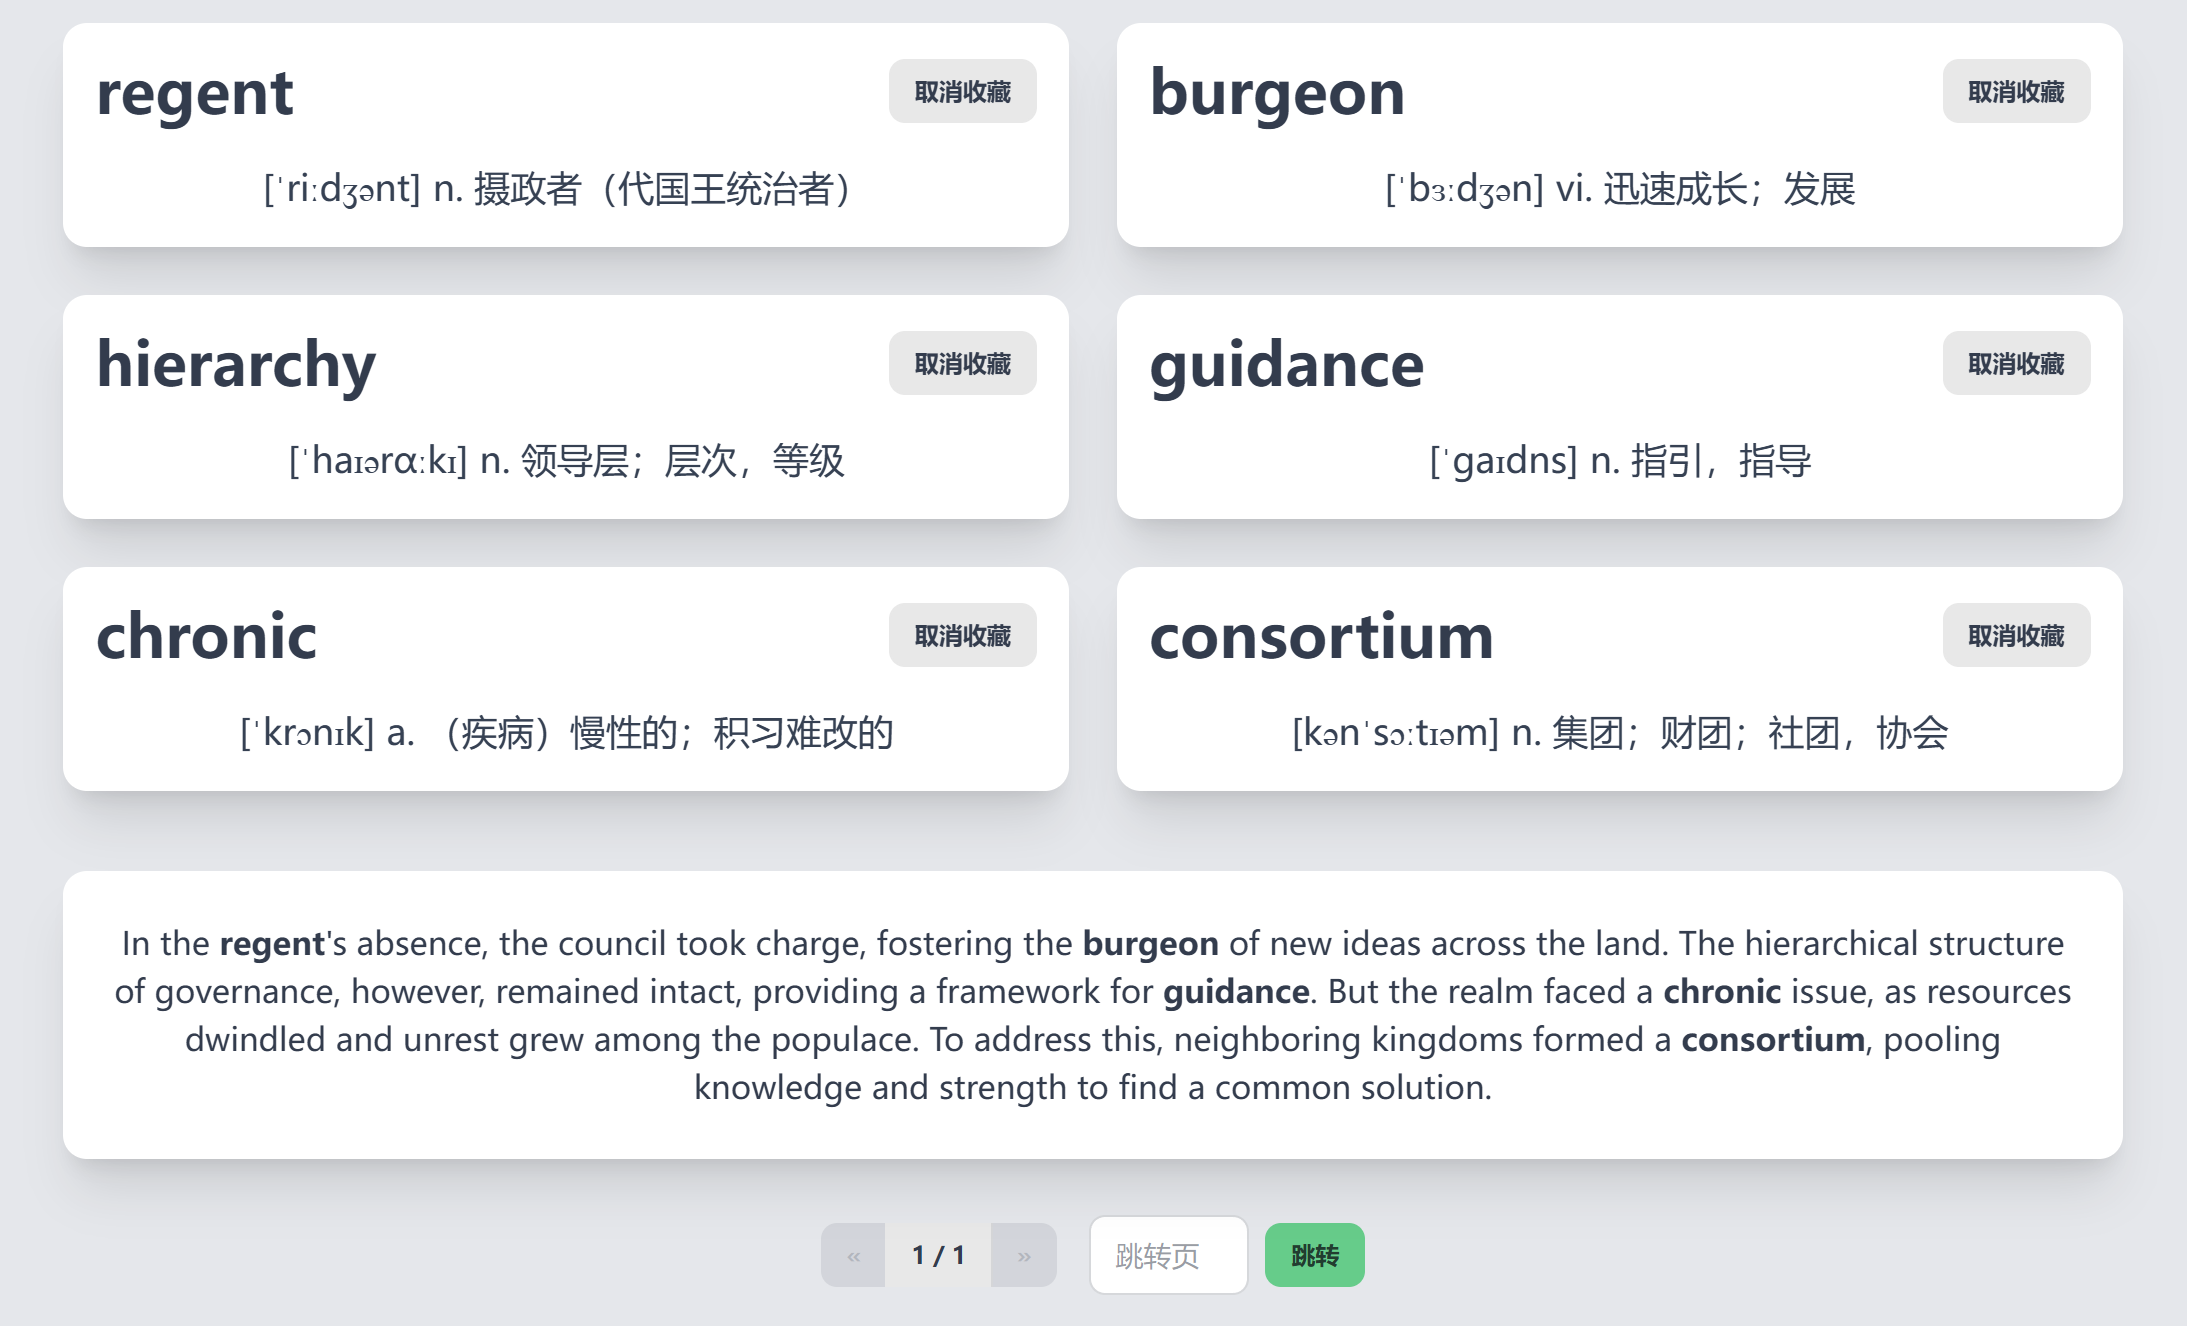 regent 取消收藏
[ˈriːdʒənt] n. 摄政者（代国王统治者）
burgeon 取消收藏
[ˈbɜːdʒən] vi. 迅速成长；发展
hierarchy 取消收藏
[ˈhaɪərɑːkɪ] n. 领导层；层次，等级
guidance 取消收藏
[ˈgaɪdns] n. 指引，指导
chronic 取消收藏
[ˈkrɔnɪk] a. （疾病）慢性的；积习难改的
consortium 取消收藏
[kənˈsɔːtɪəm] n. 集团；财团；社团，协会
In the regent's absence, the council took charge, fostering the burgeon of new ideas across the land. The hierarchical structure
of governance, however, remained intact, providing a framework for guidance. But the realm faced a chronic issue, as resources
dwindled and unrest grew among the populace. To address this, neighboring kingdoms formed a consortium, pooling
knowledge and strength to find a common solution.
« 1 / 1 » 跳转页 跳转